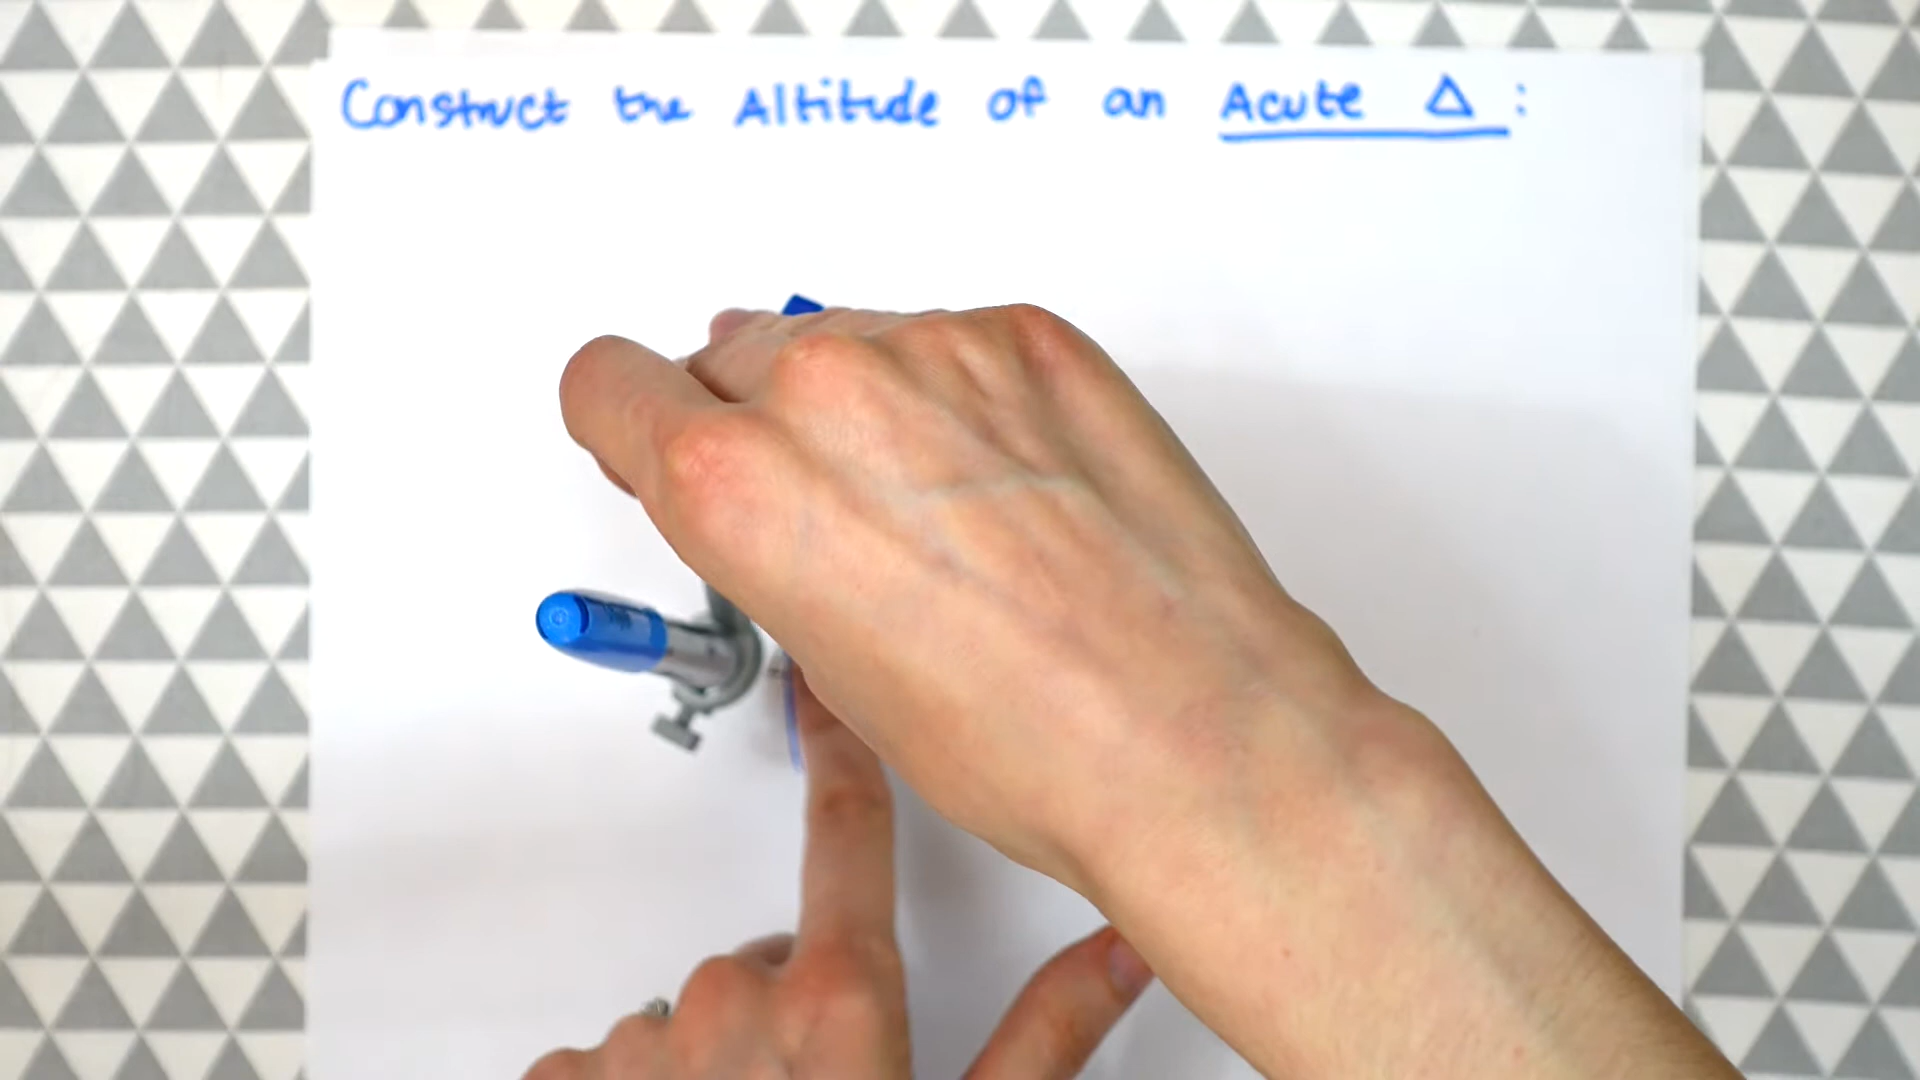 Construct the Altitude of an Acute Δ :